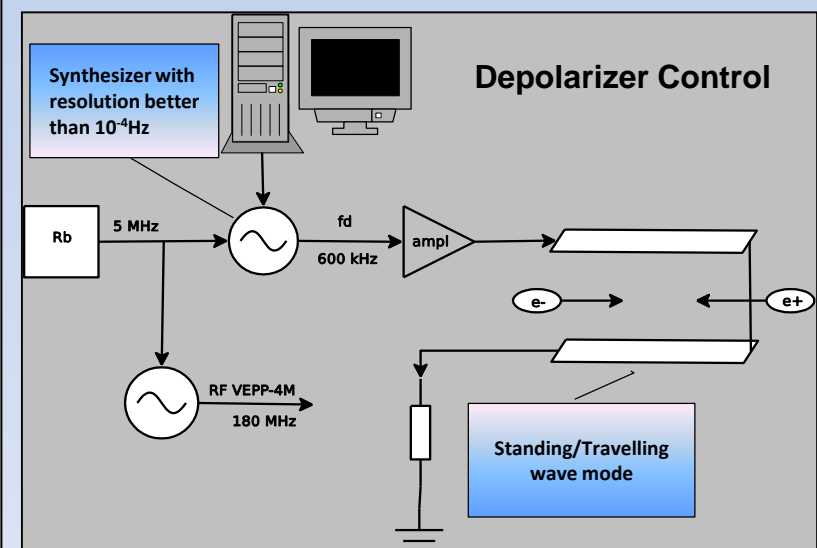 Depolarizer Control
Synthesizer with
resolution better
than 10⁻⁴Hz
Rb
5 MHz
fd
600 kHz
ampl
e-
e+
RF VEPP-4M
180 MHz
Standing/Travelling
wave mode